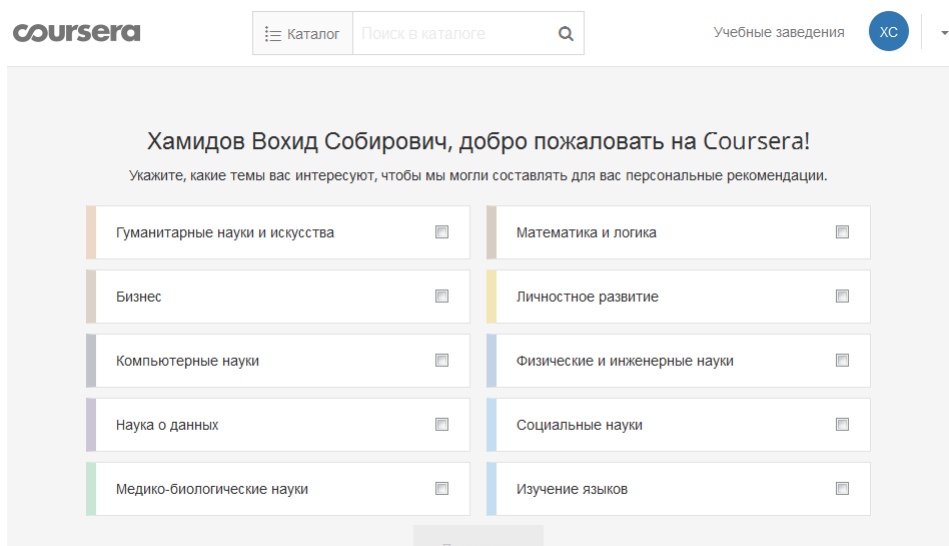 coursera
Каталог
Поиск в каталоге
Учебные заведения
ХС
Хамидов Вохид Собирович, добро пожаловать на Coursera!
Укажите, какие темы вас интересуют, чтобы мы могли составлять для вас персональные рекомендации.
Гуманитарные науки и искусства
Математика и логика
Бизнес
Личностное развитие
Компьютерные науки
Физические и инженерные науки
Наука о данных
Социальные науки
Медико-биологические науки
Изучение языков